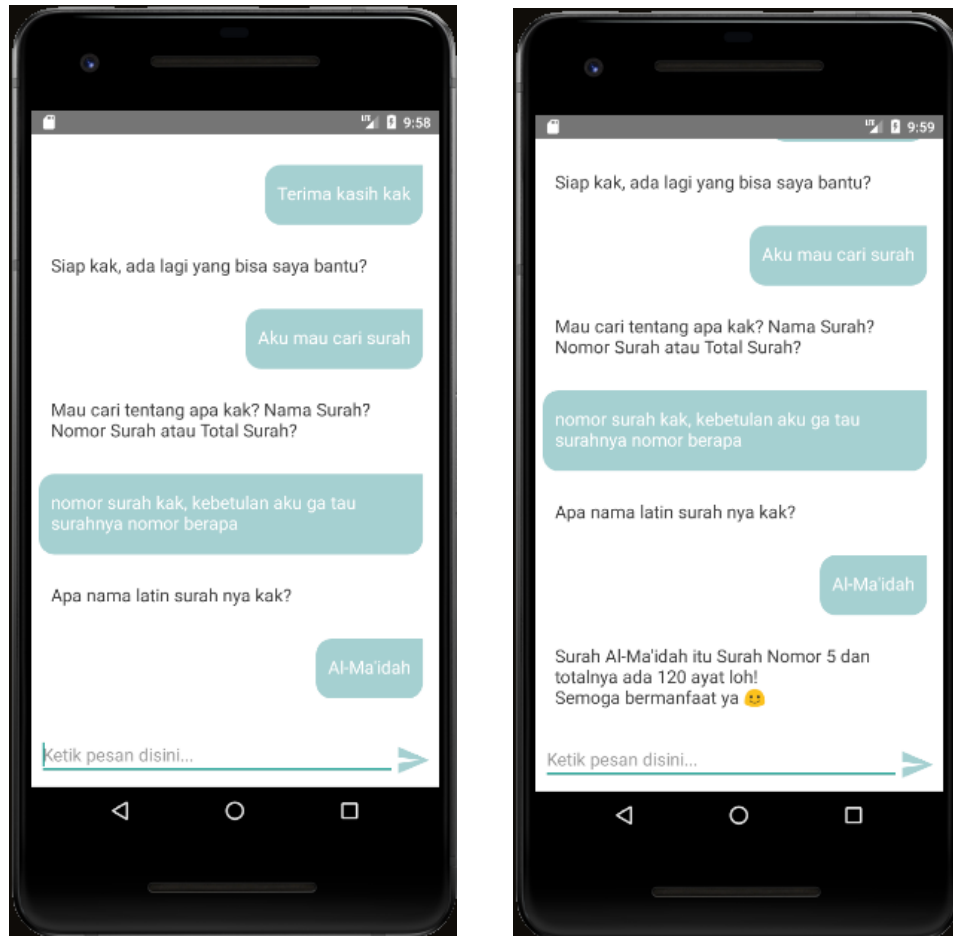 LTE 9:58
Terima kasih kak
Siap kak, ada lagi yang bisa saya bantu?
Aku mau cari surah
Mau cari tentang apa kak? Nama Surah?
Nomor Surah atau Total Surah?
nomor surah kak, kebetulan aku ga tau
surahnya nomor berapa
Apa nama latin surah nya kak?
Al-Ma'idah
Ketik pesan disini...
LTE 9:59
Siap kak, ada lagi yang bisa saya bantu?
Aku mau cari surah
Mau cari tentang apa kak? Nama Surah?
Nomor Surah atau Total Surah?
nomor surah kak, kebetulan aku ga tau
surahnya nomor berapa
Apa nama latin surah nya kak?
Al-Ma'idah
Surah Al-Ma'idah itu Surah Nomor 5 dan
totalnya ada 120 ayat loh!
Semoga bermanfaat ya 🙂
Ketik pesan disini...